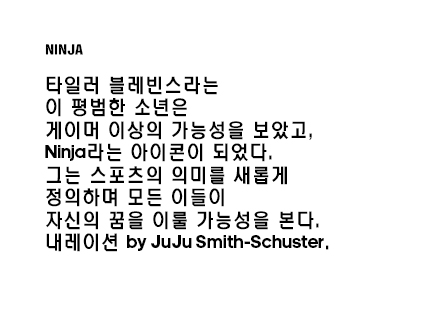 NINJA
타일러 블레빈스라는
이 평범한 소년은
게이머 이상의 가능성을 보았고,
Ninja라는 아이콘이 되었다.
그는 스포츠의 의미를 새롭게
정의하며 모든 이들이
자신의 꿈을 이룰 가능성을 본다.
내레이션 by JuJu Smith-Schuster.